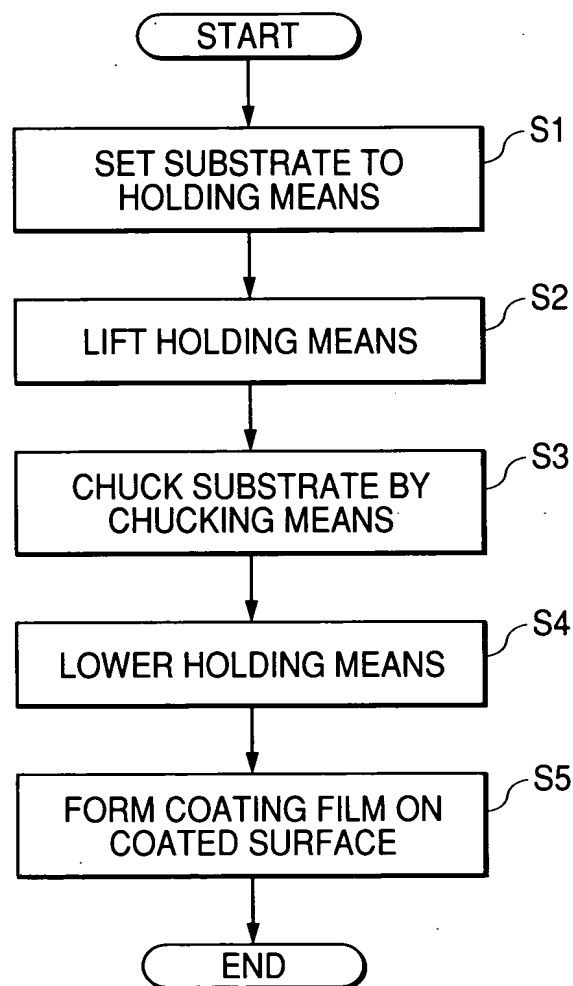 START
S1
SET SUBSTRATE TO
HOLDING MEANS
S2
LIFT HOLDING MEANS
S3
CHUCK SUBSTRATE BY
CHUCKING MEANS
S4
LOWER HOLDING MEANS
S5
FORM COATING FILM ON
COATED SURFACE
END